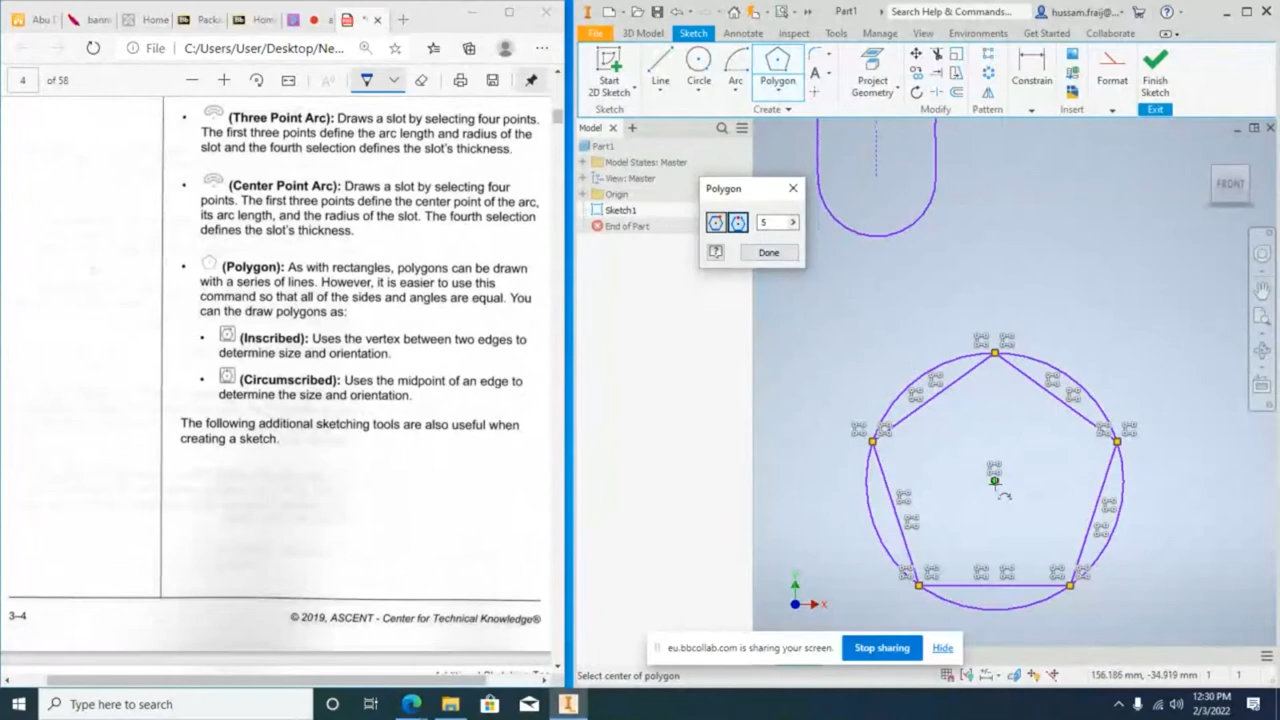 Abu D
bann
Home
Packa
Hom
a
File C:/Users/User/Desktop/Ne...
4 of 58
(Three Point Arc): Draws a slot by selecting four points.
The first three points define the arc length and radius of the
slot and the fourth selection defines the slot's thickness.
(Center Point Arc): Draws a slot by selecting four
points. The first three points define the center point of the arc,
its arc length, and the radius of the slot. The fourth selection
defines the slot's thickness.
(Polygon): As with rectangles, polygons can be drawn
with a series of lines. However, it is easier to use this
command so that all of the sides and angles are equal. You
can the draw polygons as:
(Inscribed): Uses the vertex between two edges to
determine size and orientation.
(Circumscribed): Uses the midpoint of an edge to
determine the size and orientation.
The following additional sketching tools are also useful when
creating a sketch.
3–4 © 2019, ASCENT - Center for Technical Knowledge®
Part1 Search Help & Commands... hussam.fraij@...
File 3D Model Sketch Annotate Inspect Tools Manage View Environments Get Started Collaborate
Start
2D Sketch
Line
Circle
Arc
Polygon
Project
Geometry
Constrain
Format
Finish
Sketch
Sketch Create Modify Pattern Insert Exit
Model
Part1
Model States: Master
View: Master
Origin
Sketch1
End of Part
Polygon
5
Done
FRONT
X
eu.bbcollab.com is sharing your screen. Stop sharing Hide
Select center of polygon 156.186 mm, -34.919 mm 1 1
Type here to search
12:30 PM
2/3/2022